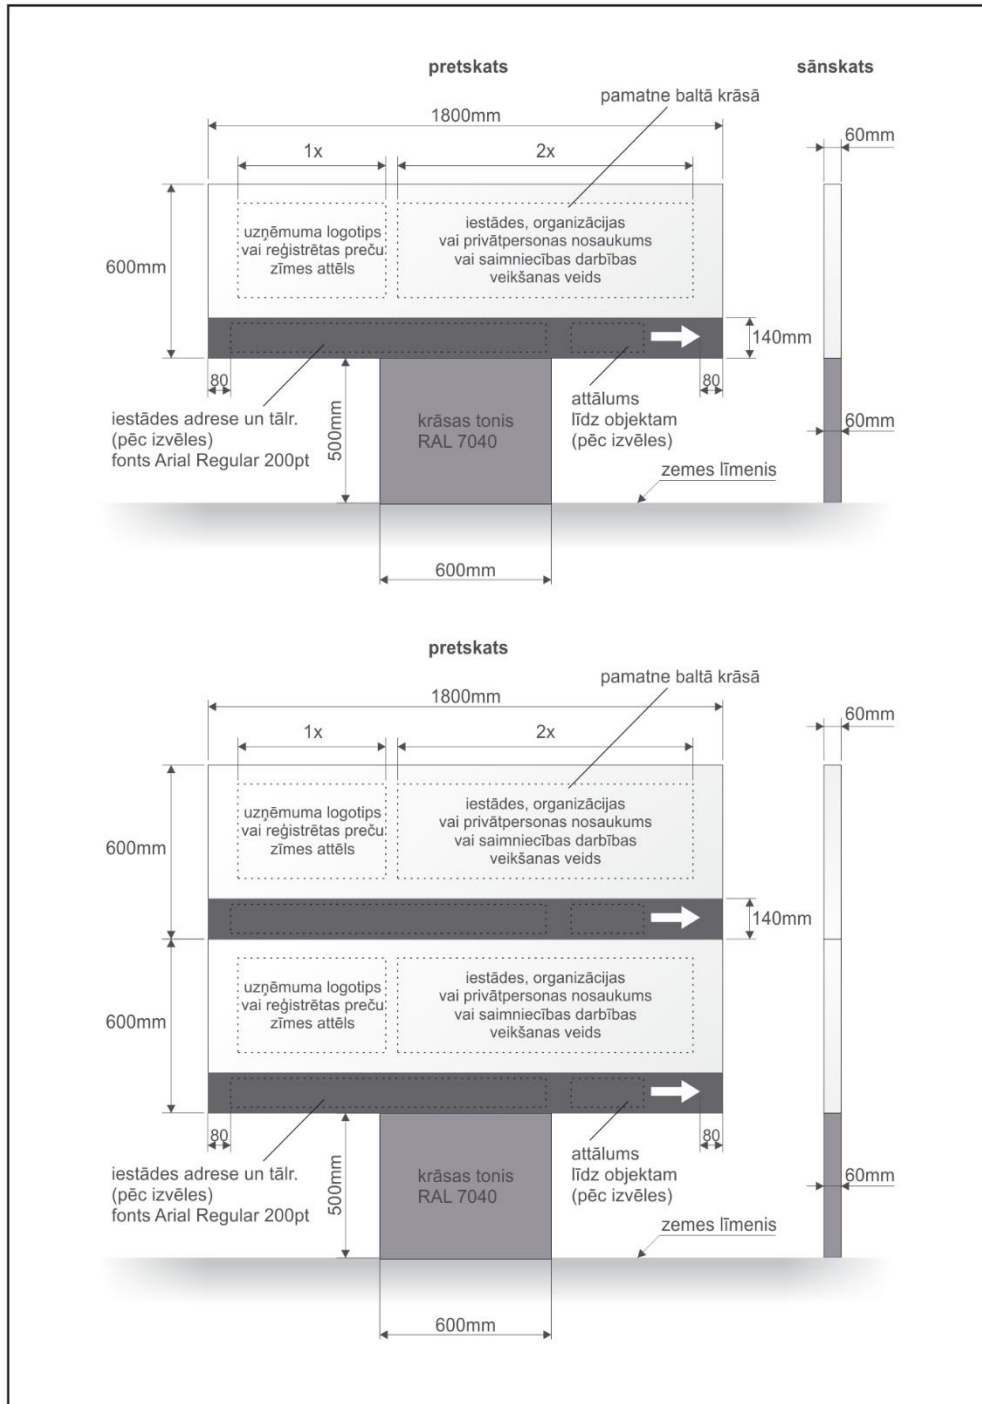 pretskats
sānskats
pamatne baltā krāsā
1800mm
60mm
1x
2x
uzņēmuma logotips
vai reģistrētas preču
zīmes attēls
iestādes, organizācijas
vai privātpersonas nosaukums
vai saimniecības darbības
veikšanas veids
600mm
140mm
80
80
iestādes adrese un tālr.
(pēc izvēles)
fonts Arial Regular 200pt
500mm
krāsas tonis
RAL 7040
attālums
līdz objektam
(pēc izvēles)
60mm
zemes līmenis
600mm
pretskats
pamatne baltā krāsā
1800mm
60mm
1x
2x
uzņēmuma logotips
vai reģistrētas preču
zīmes attēls
iestādes, organizācijas
vai privātpersonas nosaukums
vai saimniecības darbības
veikšanas veids
600mm
140mm
uzņēmuma logotips
vai reģistrētas preču
zīmes attēls
iestādes, organizācijas
vai privātpersonas nosaukums
vai saimniecības darbības
veikšanas veids
600mm
80
80
iestādes adrese un tālr.
(pēc izvēles)
fonts Arial Regular 200pt
500mm
krāsas tonis
RAL 7040
attālums
līdz objektam
(pēc izvēles)
60mm
zemes līmenis
600mm